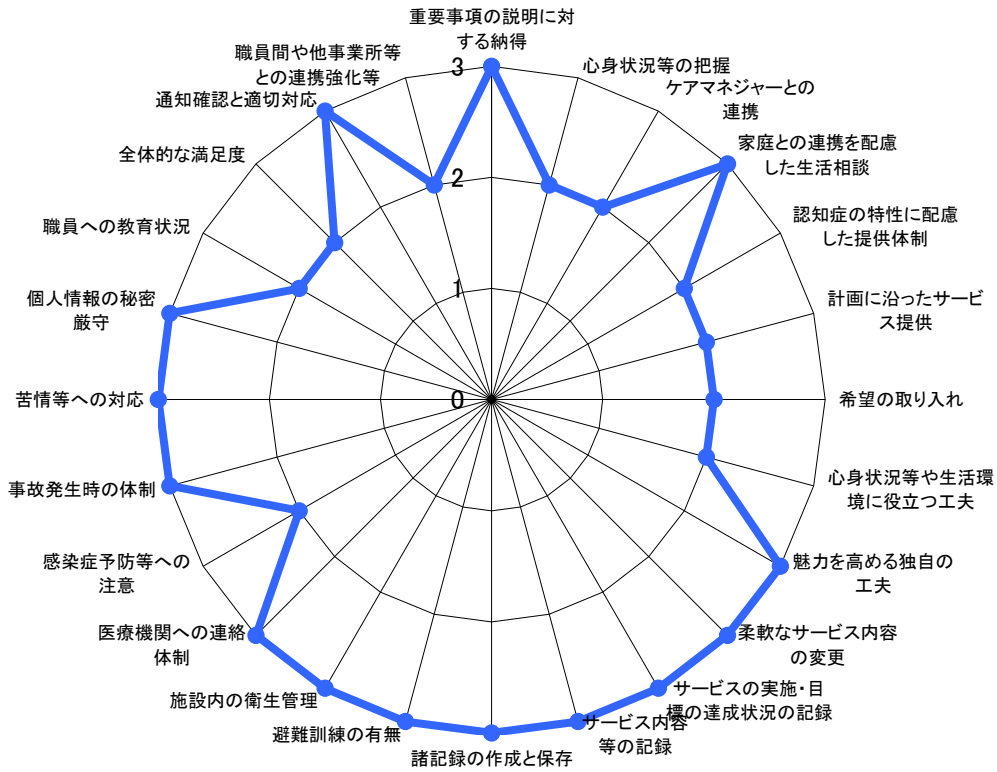 重要事項の説明に対
する納得
心身状況等の把握
ケアマネジャーとの
連携
家庭との連携を配慮
した生活相談
認知症の特性に配慮
した提供体制
計画に沿ったサービ
ス提供
希望の取り入れ
心身状況等や生活環
境に役立つ工夫
魅力を高める独自の
工夫
柔軟なサービス内容
の変更
サービスの実施・目
標の達成状況の記録
サービス内容
等の記録
諸記録の作成と保存
避難訓練の有無
施設内の衛生管理
医療機関への連絡
体制
感染症予防等への
注意
事故発生時の体制
苦情等への対応
個人情報の秘密
厳守
職員への教育状況
全体的な満足度
通知確認と適切対応
職員間や他事業所等
との連携強化等
3
2
1
0